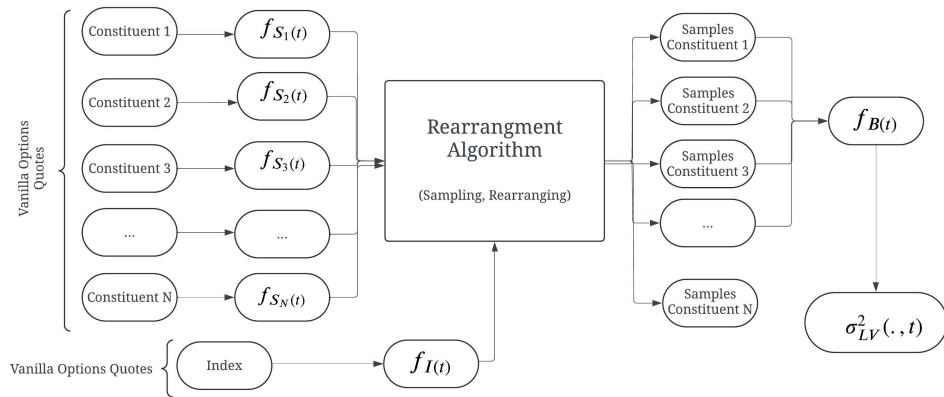 Vanilla Options
Quotes
Constituent 1
f_{S_1(t)}
Constituent 2
f_{S_2(t)}
Constituent 3
f_{S_3(t)}
...
...
Constituent N
f_{S_N(t)}
Vanilla Options Quotes
Index
f_{I(t)}
Rearrangment
Algorithm
(Sampling, Rearranging)
Samples
Constituent 1
Samples
Constituent 2
Samples
Constituent 3
...
Samples
Constituent N
f_{B(t)}
σ^2_{LV}(. , t)